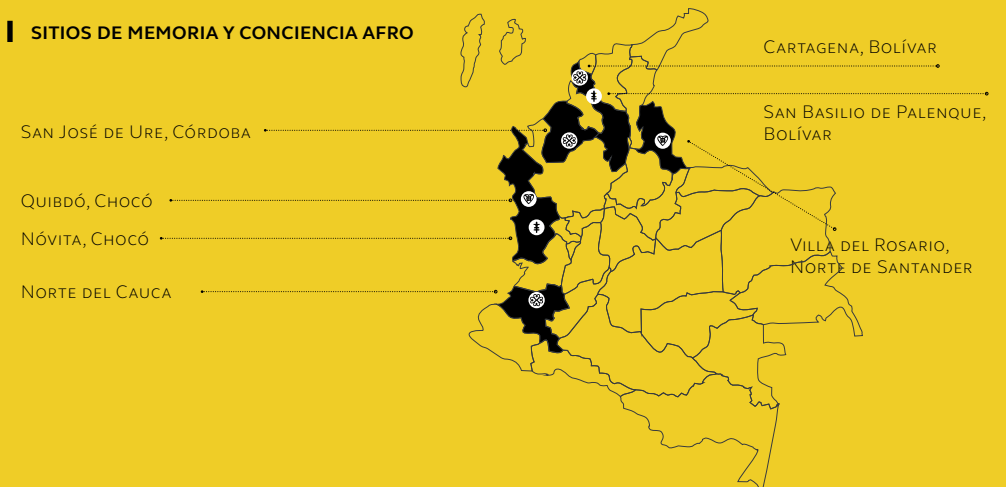 SITIOS DE MEMORIA Y CONCIENCIA AFRO
Cartagena, Bolívar
San Basilio de Palenque,
Bolívar
San José de Ure, Córdoba
Quibdó, Chocó
Nóvita, Chocó
Villa del Rosario,
Norte de Santander
Norte del Cauca